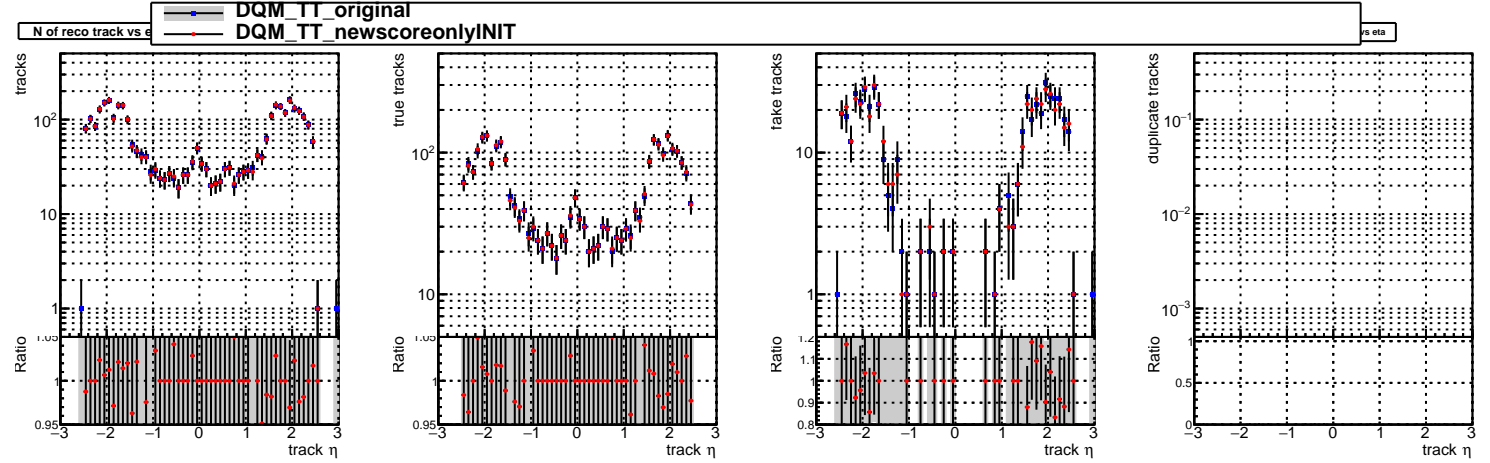 DQM_TT_original
DQM_TT_newscoreonlyINIT
N of reco track vs e
vs eta
tracks
10²
10
1
Ratio
1.05
1
0.95
−3 −2 −1 0 1 2 3
track η
true tracks
10²
10
Ratio
1.05
1
0.95
−3 −2 −1 0 1 2 3
track η
fake tracks
10
1
Ratio
1.2
1.1
1
0.9
0.8
−3 −2 −1 0 1 2 3
track η
duplicate tracks
10⁻¹
10⁻²
10⁻³
Ratio
1
0.5
0
−3 −2 −1 0 1 2 3
track η